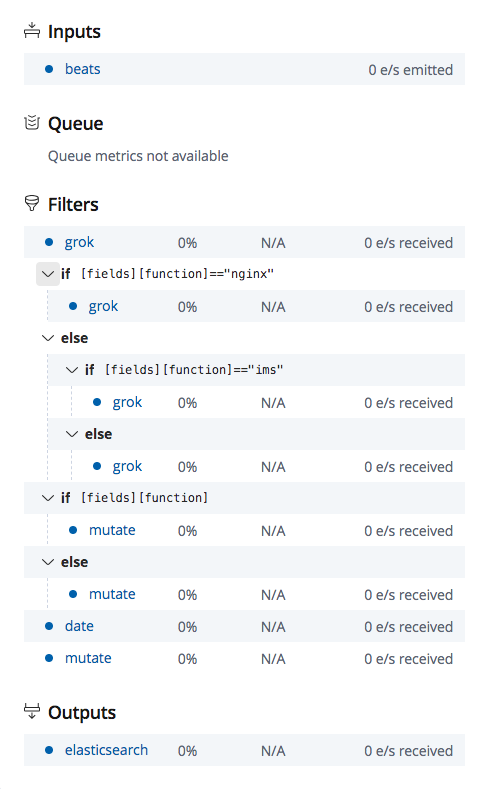 Inputs
beats 0 e/s emitted
Queue
Queue metrics not available
Filters
grok 0% N/A 0 e/s received
if [fields][function]=="nginx"
grok 0% N/A 0 e/s received
else
if [fields][function]=="ims"
grok 0% N/A 0 e/s received
else
grok 0% N/A 0 e/s received
if [fields][function]
mutate 0% N/A 0 e/s received
else
mutate 0% N/A 0 e/s received
date 0% N/A 0 e/s received
mutate 0% N/A 0 e/s received
Outputs
elasticsearch 0% N/A 0 e/s received